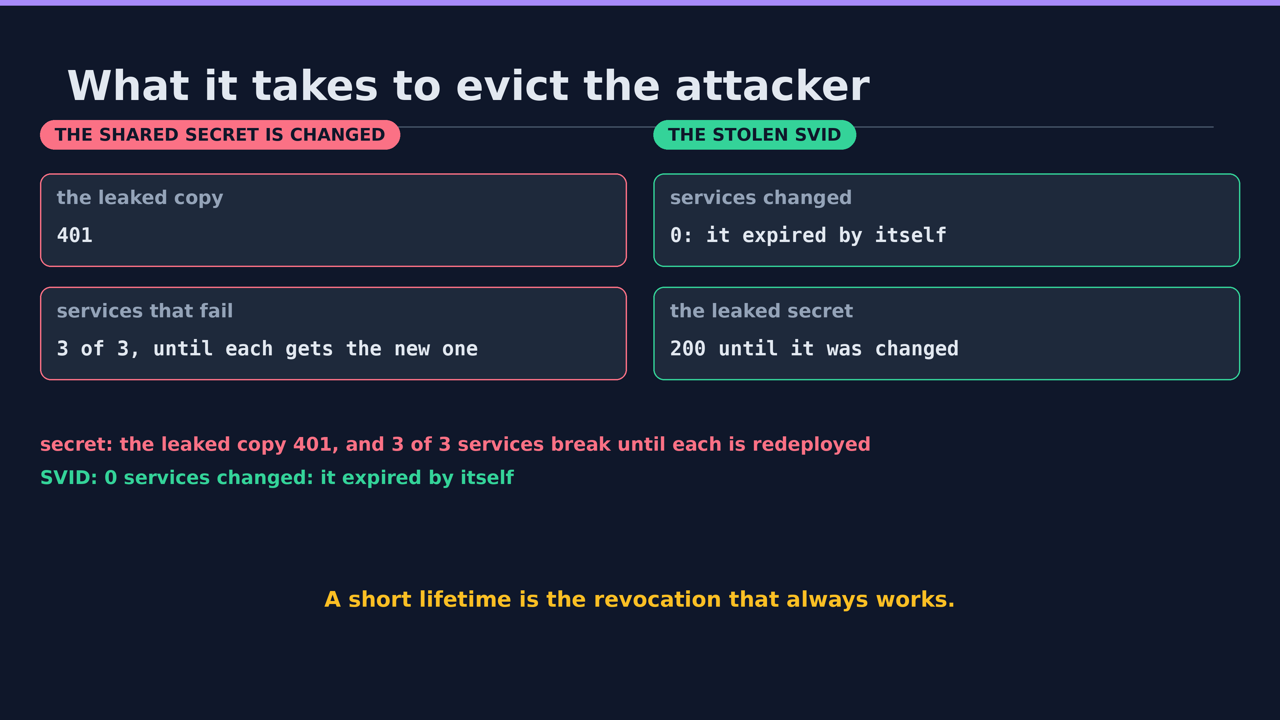 What it takes to evict the attacker
THE SHARED SECRET IS CHANGED
the leaked copy
401
services that fail
3 of 3, until each gets the new one
THE STOLEN SVID
services changed
0: it expired by itself
the leaked secret
200 until it was changed
secret: the leaked copy 401, and 3 of 3 services break until each is redeployed
SVID: 0 services changed: it expired by itself
A short lifetime is the revocation that always works.